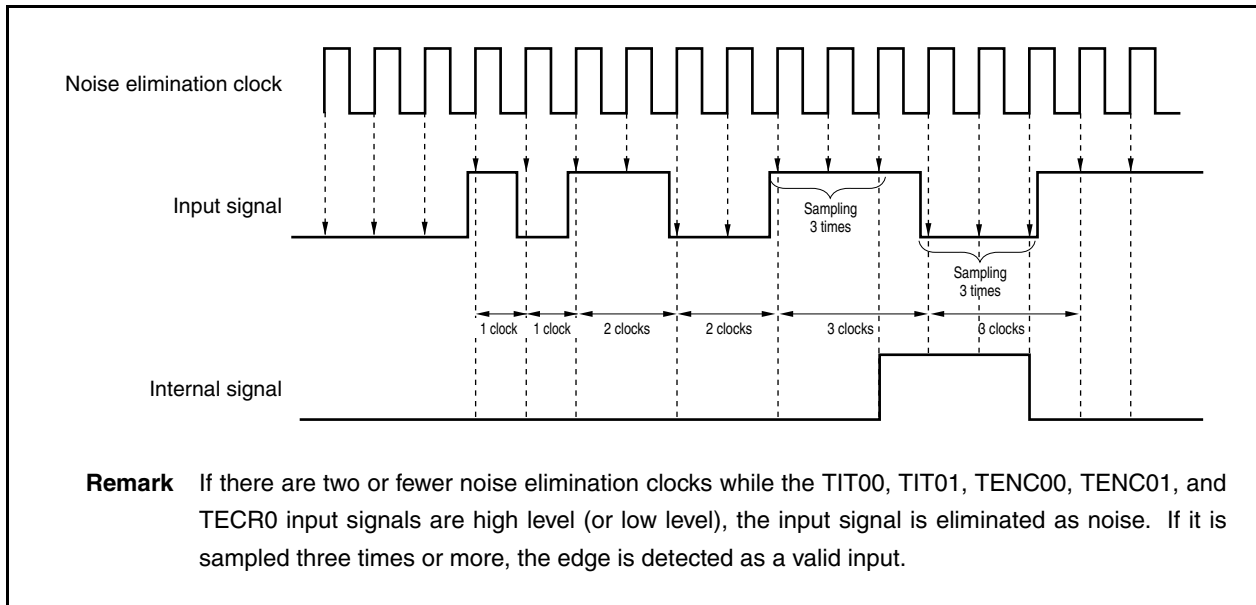 Noise elimination clock
Input signal
Sampling
3 times
Sampling
3 times
1 clock
1 clock
2 clocks
2 clocks
3 clocks
3 clocks
Internal signal
Remark If there are two or fewer noise elimination clocks while the TIT00, TIT01, TENC00, TENC01, and
TECR0 input signals are high level (or low level), the input signal is eliminated as noise. If it is
sampled three times or more, the edge is detected as a valid input.